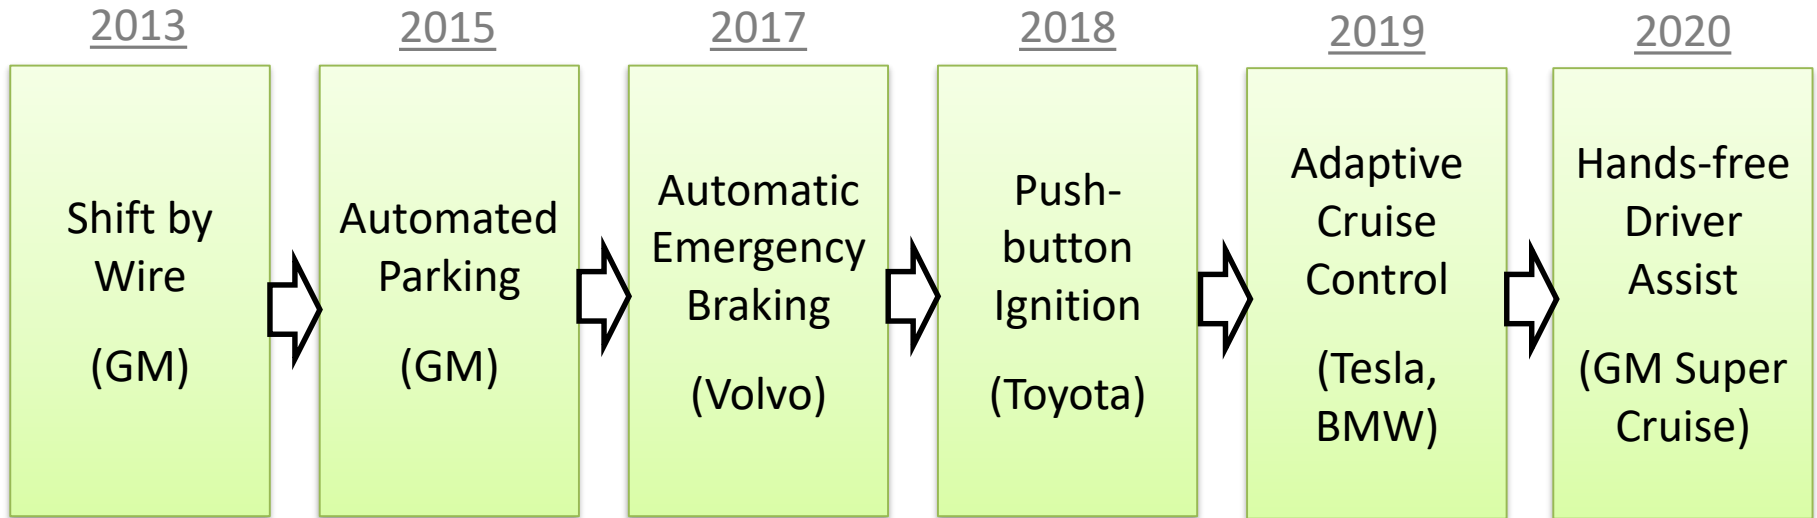 2013
Shift by
Wire
(GM)
2015
Automated
Parking
(GM)
2017
Automatic
Emergency
Braking
(Volvo)
2018
Push-
button
Ignition
(Toyota)
2019
Adaptive
Cruise
Control
(Tesla,
BMW)
2020
Hands-free
Driver
Assist
(GM Super
Cruise)